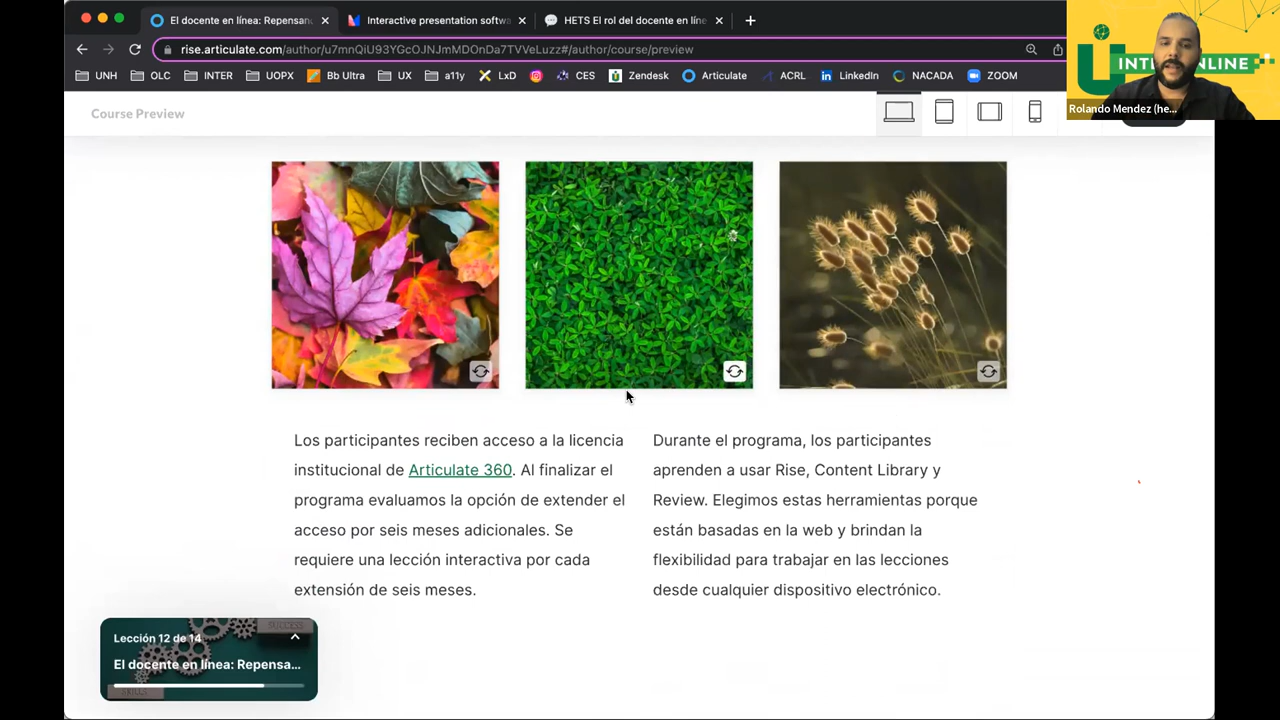 El docente en línea: Repensand
Interactive presentation softwa
HETS El rol del docente en líne
rise.articulate.com/author/u7mnQiU93YGcOJNJmMDOnDa7TVVeLuzz#/author/course/preview
UNH OLC INTER UOPX Bb Ultra UX a11y LxD CES Zendesk Articulate ACRL LinkedIn NACADA ZOOM
INTER ONLINE
Rolando Mendez (he...
Course Preview
Los participantes reciben acceso a la licencia
institucional de Articulate 360. Al finalizar el
programa evaluamos la opción de extender el
acceso por seis meses adicionales. Se
requiere una lección interactiva por cada
extensión de seis meses.
Durante el programa, los participantes
aprenden a usar Rise, Content Library y
Review. Elegimos estas herramientas porque
están basadas en la web y brindan la
flexibilidad para trabajar en las lecciones
desde cualquier dispositivo electrónico.
SUCCESS
Lección 12 de 14
El docente en línea: Repensa...
SKILLS